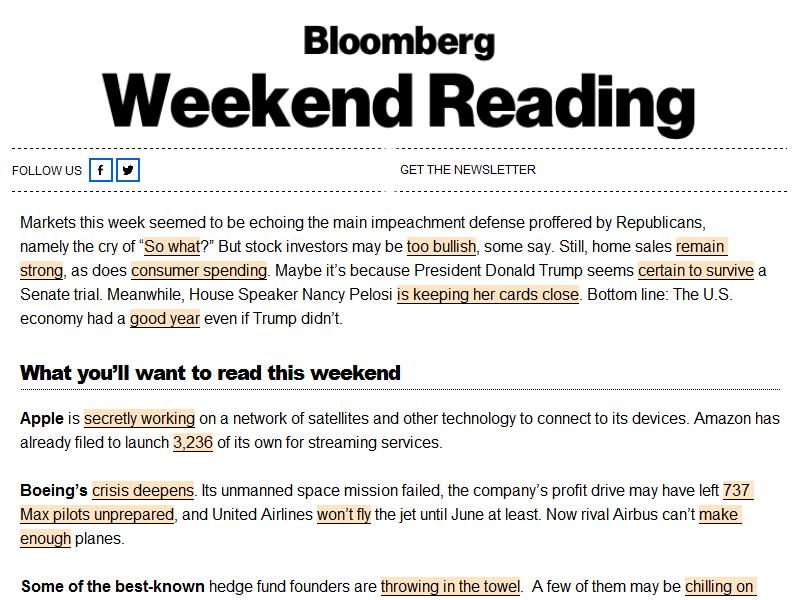 Bloomberg
Weekend Reading
FOLLOW US
GET THE NEWSLETTER
Markets this week seemed to be echoing the main impeachment defense proffered by Republicans,
namely the cry of “So what?” But stock investors may be too bullish, some say. Still, home sales remain
strong, as does consumer spending. Maybe it’s because President Donald Trump seems certain to survive a
Senate trial. Meanwhile, House Speaker Nancy Pelosi is keeping her cards close. Bottom line: The U.S.
economy had a good year even if Trump didn’t.
What you’ll want to read this weekend
Apple is secretly working on a network of satellites and other technology to connect to its devices. Amazon has
already filed to launch 3,236 of its own for streaming services.
Boeing’s crisis deepens. Its unmanned space mission failed, the company’s profit drive may have left 737
Max pilots unprepared, and United Airlines won’t fly the jet until June at least. Now rival Airbus can’t make
enough planes.
Some of the best-known hedge fund founders are throwing in the towel. A few of them may be chilling on